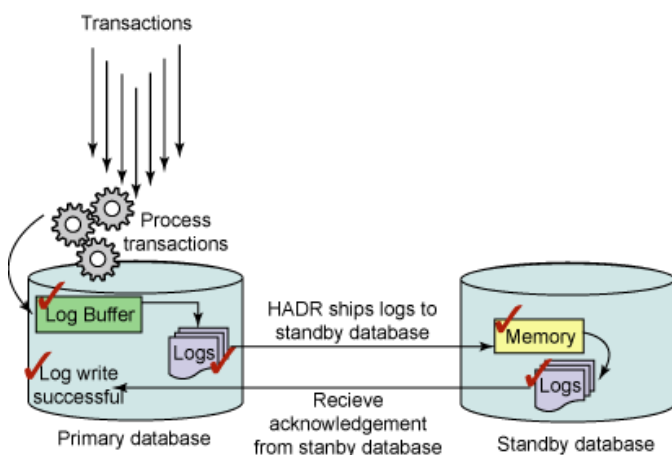 Transactions
Process
transactions
Log Buffer
Logs
Log write
successful
Primary database
HADR ships logs to
standby database
Recieve
acknowledgement
from stanby database
Memory
Logs
Standby database